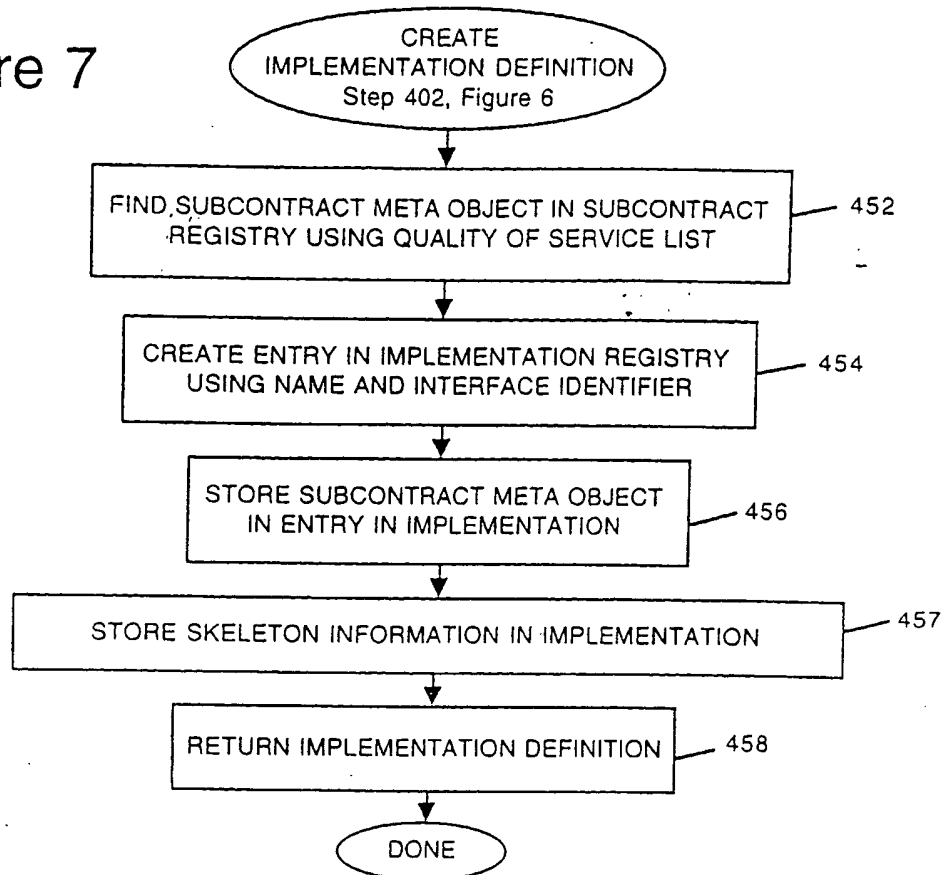 re 7
CREATE
IMPLEMENTATION DEFINITION
Step 402, Figure 6
FIND SUBCONTRACT META OBJECT IN SUBCONTRACT
REGISTRY USING QUALITY OF SERVICE LIST
452
CREATE ENTRY IN IMPLEMENTATION REGISTRY
USING NAME AND INTERFACE IDENTIFIER
454
STORE SUBCONTRACT META OBJECT
IN ENTRY IN IMPLEMENTATION
456
STORE SKELETON INFORMATION IN IMPLEMENTATION
457
RETURN IMPLEMENTATION DEFINITION
458
DONE